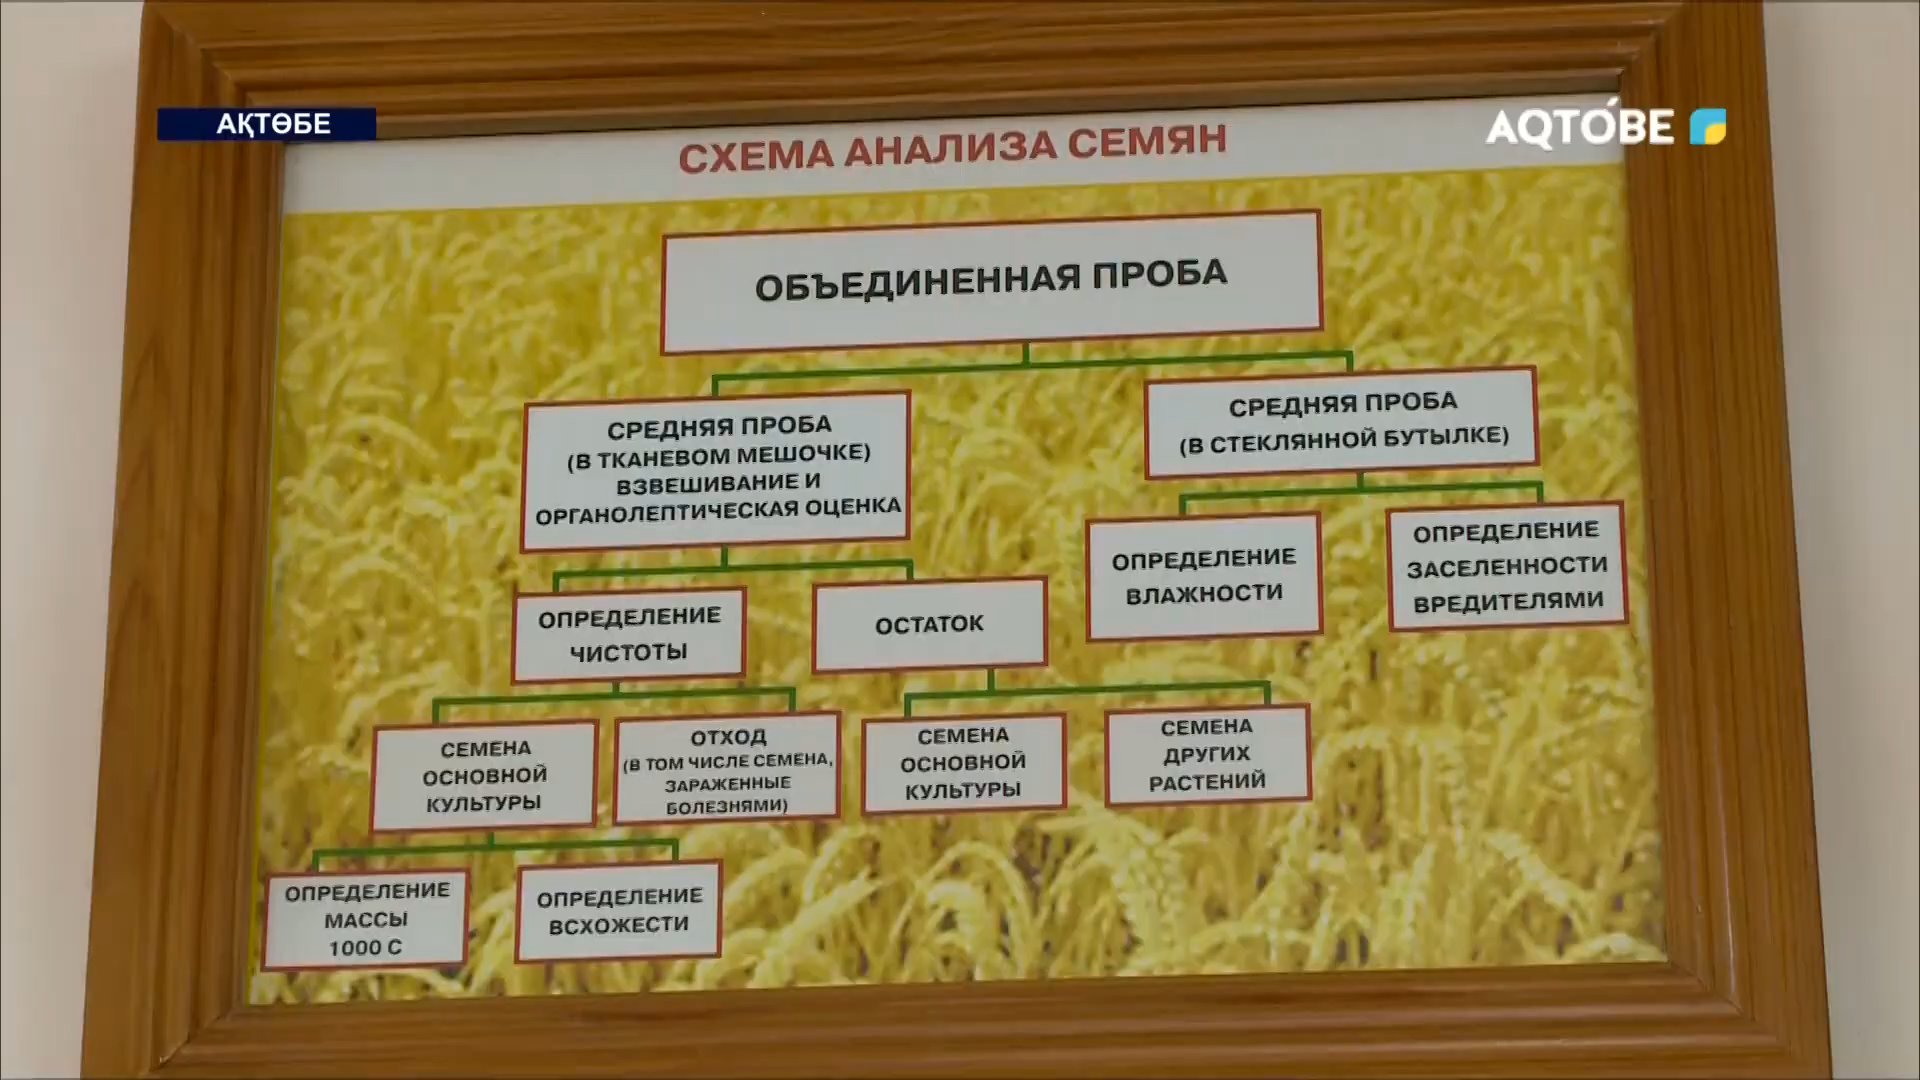 АҚТӨБЕ
AQTÓBE
СХЕМА АНАЛИЗА СЕМЯН
ОБЪЕДИНЕННАЯ ПРОБА
СРЕДНЯЯ ПРОБА
(В ТКАНЕВОМ МЕШОЧКЕ)
ВЗВЕШИВАНИЕ И
ОРГАНОЛЕПТИЧЕСКАЯ ОЦЕНКА
СРЕДНЯЯ ПРОБА
(В СТЕКЛЯННОЙ БУТЫЛКЕ)
ОПРЕДЕЛЕНИЕ
ЧИСТОТЫ
ОСТАТОК
ОПРЕДЕЛЕНИЕ
ВЛАЖНОСТИ
ОПРЕДЕЛЕНИЕ
ЗАСЕЛЕННОСТИ
ВРЕДИТЕЛЯМИ
СЕМЕНА
ОСНОВНОЙ
КУЛЬТУРЫ
ОТХОД
(В ТОМ ЧИСЛЕ СЕМЕНА,
ЗАРАЖЕННЫЕ
БОЛЕЗНЯМИ)
СЕМЕНА
ОСНОВНОЙ
КУЛЬТУРЫ
СЕМЕНА
ДРУГИХ
РАСТЕНИЙ
ОПРЕДЕЛЕНИЕ
МАССЫ
1000 С
ОПРЕДЕЛЕНИЕ
ВСХОЖЕСТИ